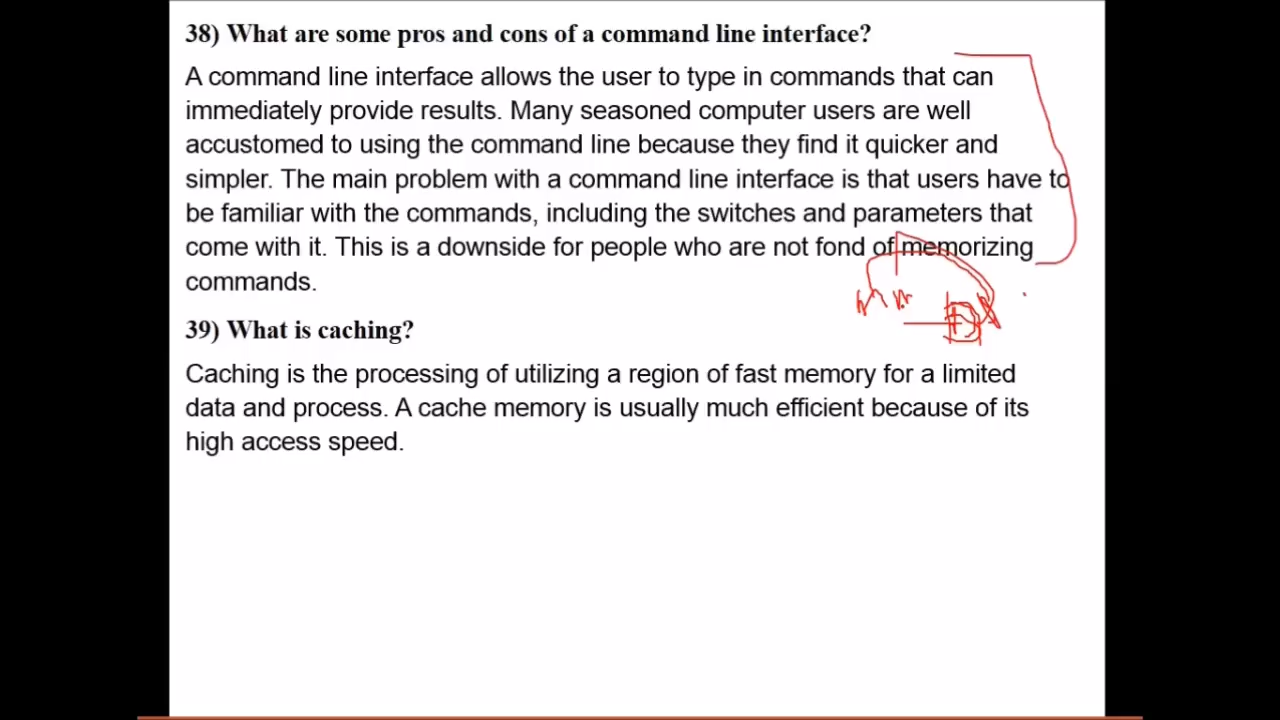 38) What are some pros and cons of a command line interface?
A command line interface allows the user to type in commands that can
immediately provide results. Many seasoned computer users are well
accustomed to using the command line because they find it quicker and
simpler. The main problem with a command line interface is that users have to
be familiar with the commands, including the switches and parameters that
come with it. This is a downside for people who are not fond of memorizing
commands.
39) What is caching?
Caching is the processing of utilizing a region of fast memory for a limited
data and process. A cache memory is usually much efficient because of its
high access speed.